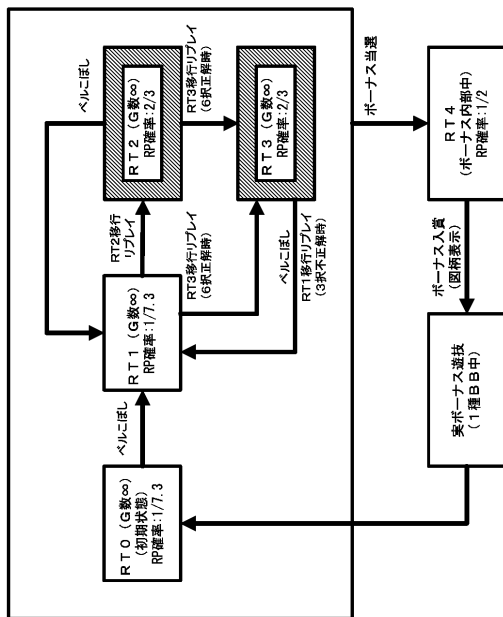 ベルこぼし
RT0(G数∞)
(初期状態)
RP確率:1/7.3
ベルこぼし
RT1(G数∞)
RP確率:1/7.3
RT2移行
リプレイ
RT3移行リプレイ
(6択正解時)
ベルこぼし
RT1移行リプレイ
(3択不正解時)
RT2(G数∞)
RP確率:2/3
RT3移行リプレイ
(6択正解時)
RT3(G数∞)
RP確率:2/3
ボーナス当選
実ボーナス遊技
(1種BB中)
ボーナス入賞
(図柄表示)
RT4
(ボーナス内部中)
RP確率:1/2